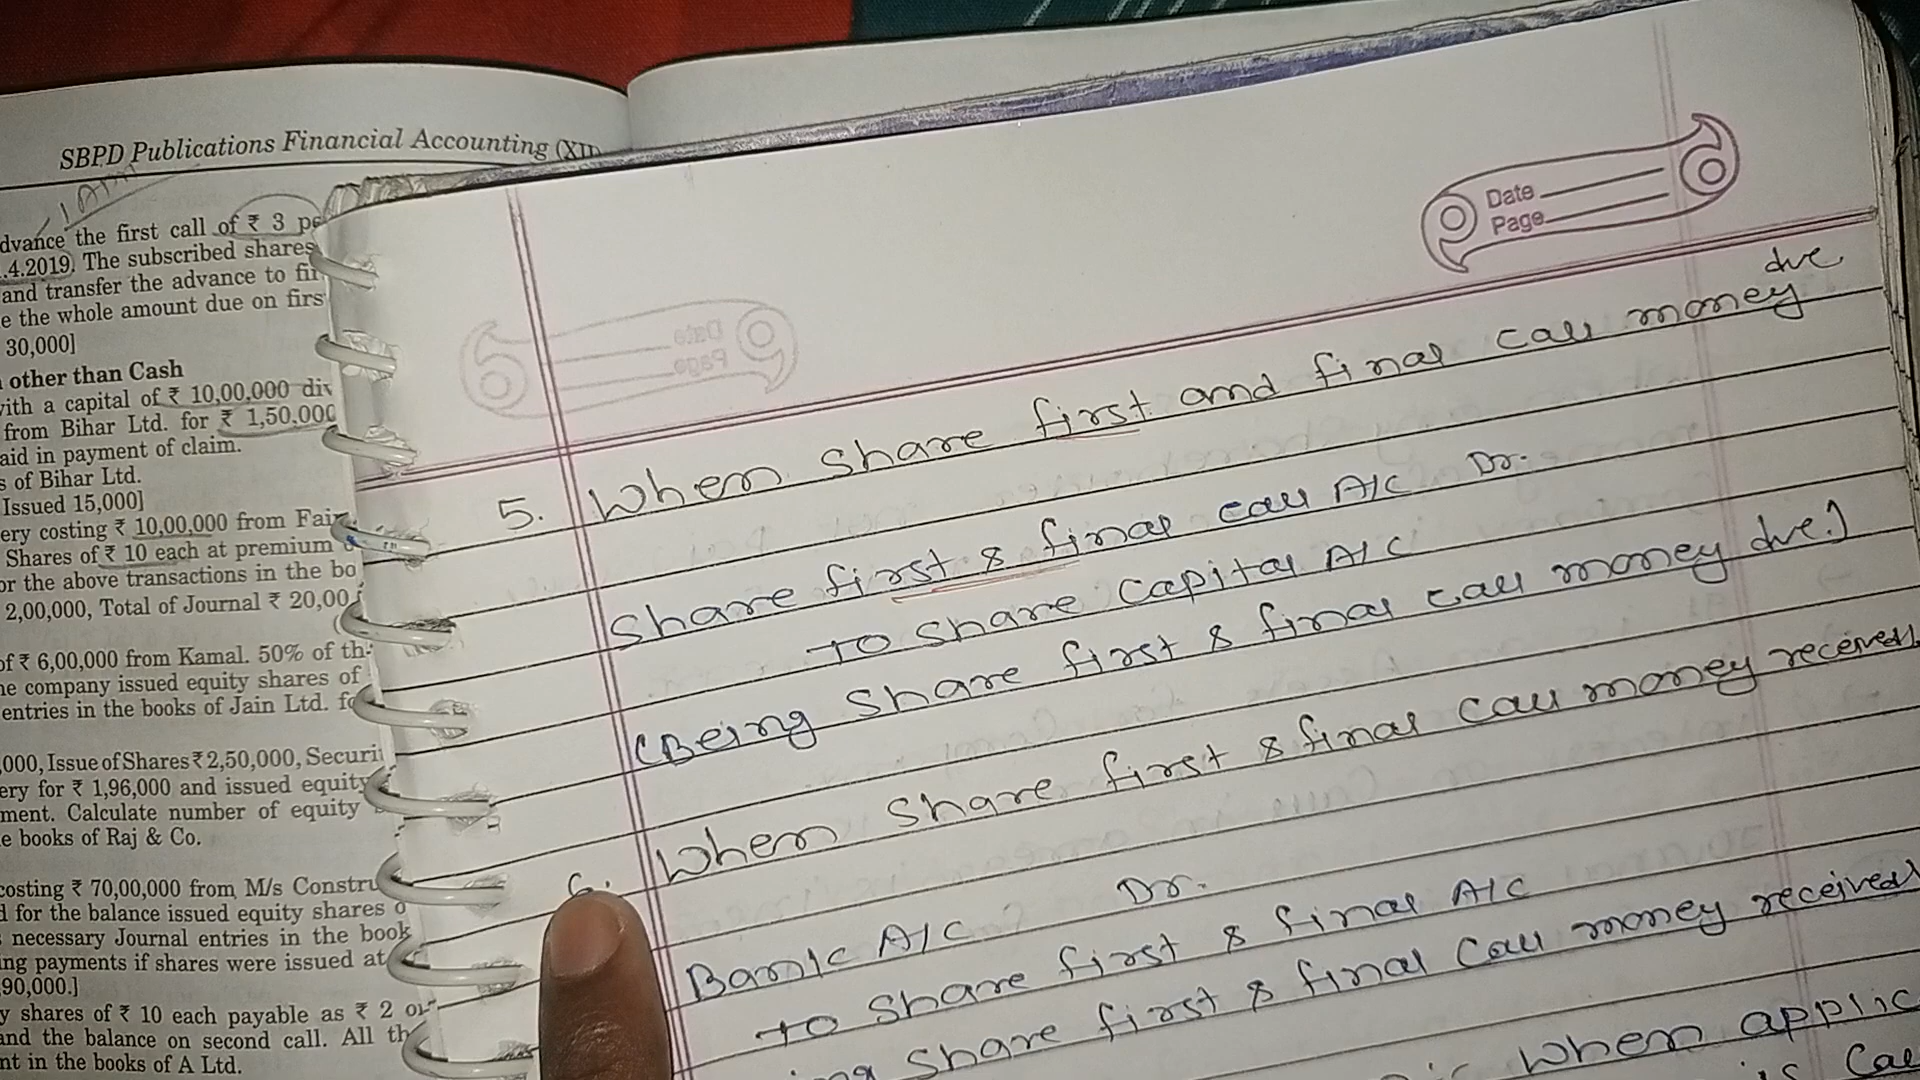 SBPD Publications Financial Accounting (XII)
dvance the first call of ₹ 3 pe
.4.2019. The subscribed shares
and transfer the advance to fin
e the whole amount due on firs
30,000]
other than Cash
with a capital of ₹ 10,00,000 div
from Bihar Ltd. for ₹ 1,50,000
aid in payment of claim.
s of Bihar Ltd.
Issued 15,000]
ery costing ₹ 10,00,000 from Fair
Shares of ₹ 10 each at premium
or the above transactions in the bo
2,00,000, Total of Journal ₹ 20,00
of ₹ 6,00,000 from Kamal. 50% of th
he company issued equity shares of
entries in the books of Jain Ltd. fo
,000, Issue of Shares ₹ 2,50,000, Securit
ery for ₹ 1,96,000 and issued equity
ment. Calculate number of equity
e books of Raj & Co.
costing ₹ 70,00,000 from M/s Constru
d for the balance issued equity shares o
necessary Journal entries in the book
ing payments if shares were issued at
90,000.]
y shares of ₹ 10 each payable as ₹ 2 on
and the balance on second call. All th
nt in the books of A Ltd.
Date
Page
5. When share first and final call money due
Share first & final call A/C Dr.
To share capital A/C
(Being share first & final call money due.)
6. When share first & final call money received
Bank A/C Dr.
To share first & final A/C
ng share first & final call money received
When applic
is Cal